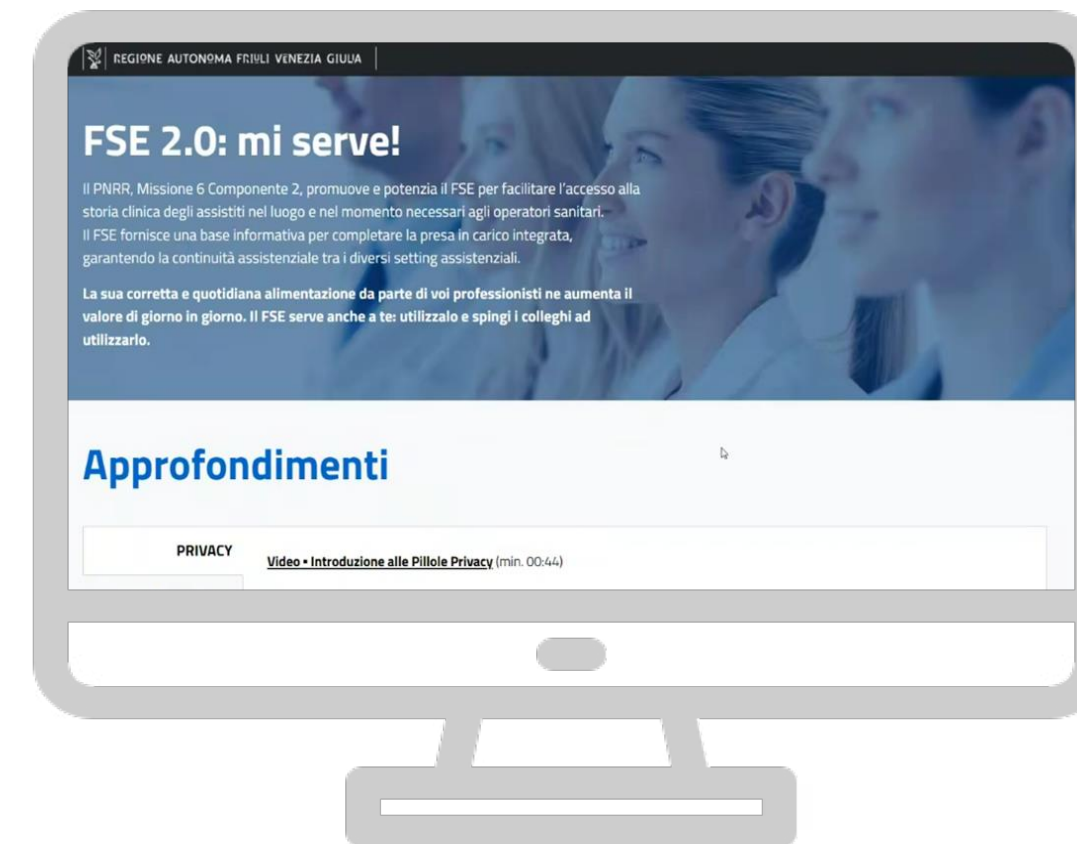 REGIONE AUTONOMA FRIULI VENEZIA GIULIA
FSE 2.0: mi serve!
Il PNRR, Missione 6 Componente 2, promuove e potenzia il FSE per facilitare l'accesso alla
storia clinica degli assistiti nel luogo e nel momento necessari agli operatori sanitari.
Il FSE fornisce una base informativa per completare la presa in carico integrata,
garantendo la continuità assistenziale tra i diversi setting assistenziali.
La sua corretta e quotidiana alimentazione da parte di voi professionisti ne aumenta il
valore di giorno in giorno. Il FSE serve anche a te: utilizzalo e spingi i colleghi ad
utilizzarlo.
Approfondimenti
PRIVACY
Video • Introduzione alle Pillole Privacy (min. 00:44)